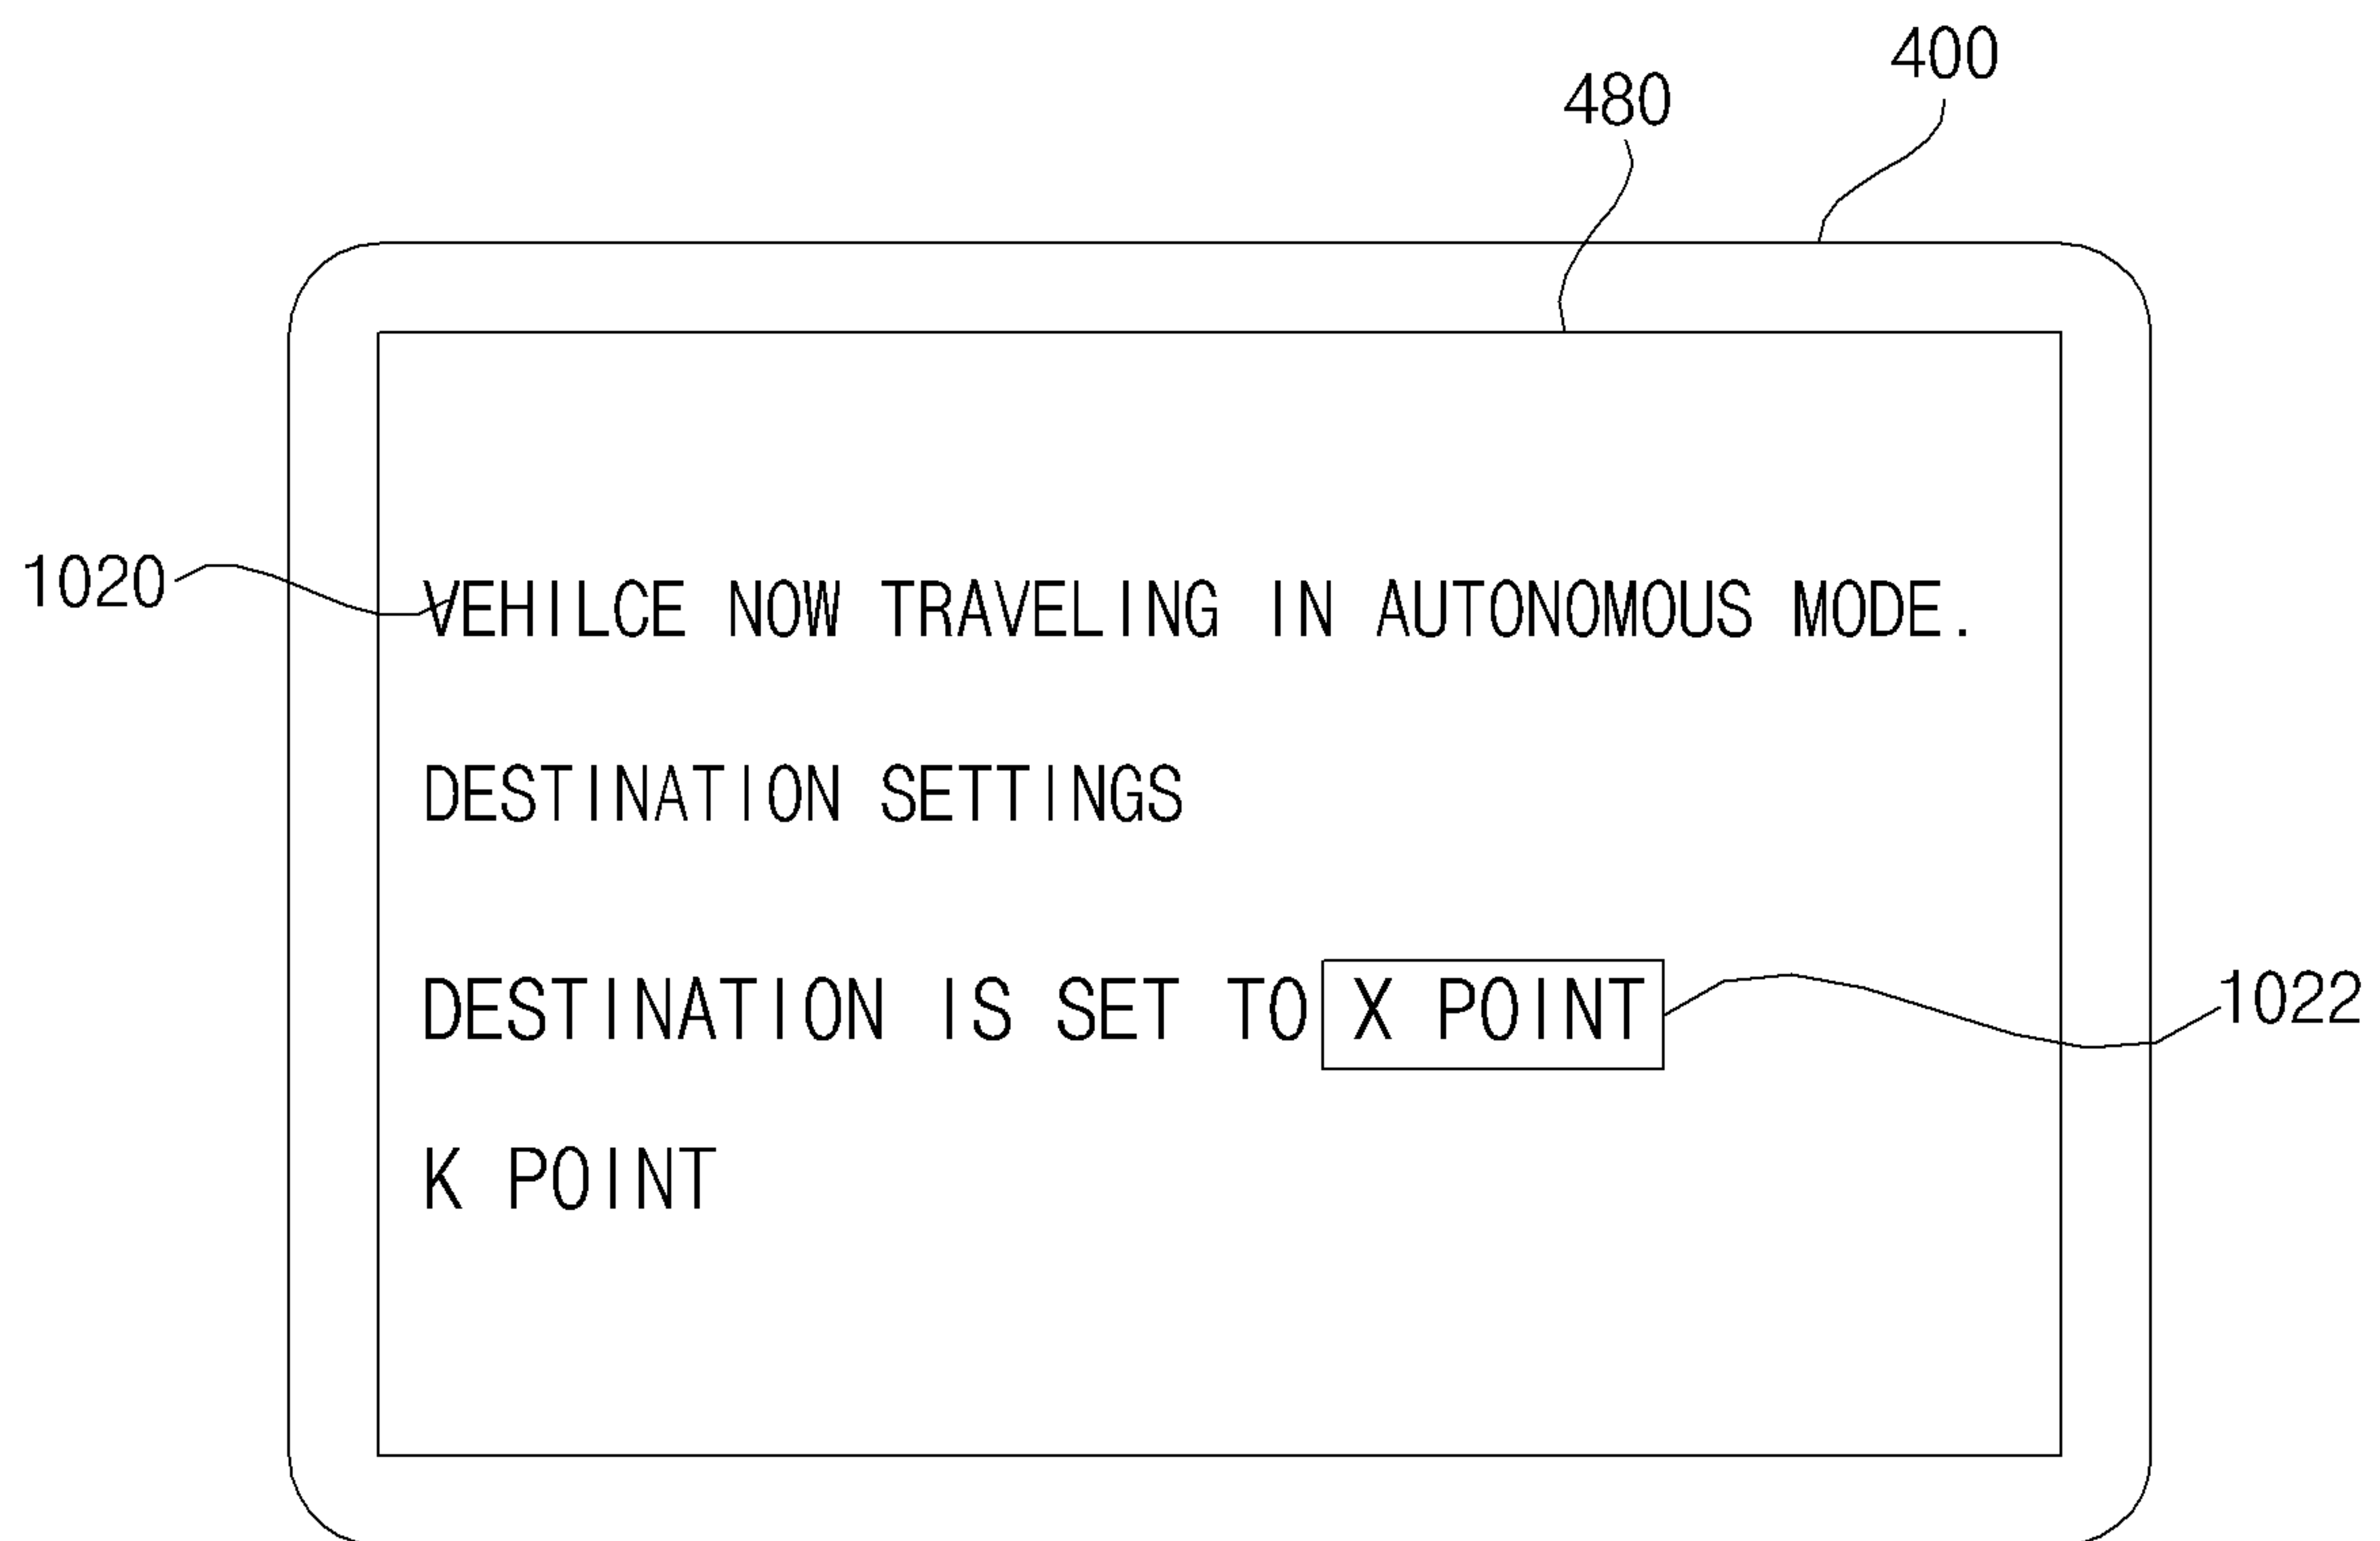 400
480
1020
VEHILCE NOW TRAVELING IN AUTONOMOUS MODE.
DESTINATION SETTINGS
DESTINATION IS SET TO X POINT
1022
K POINT